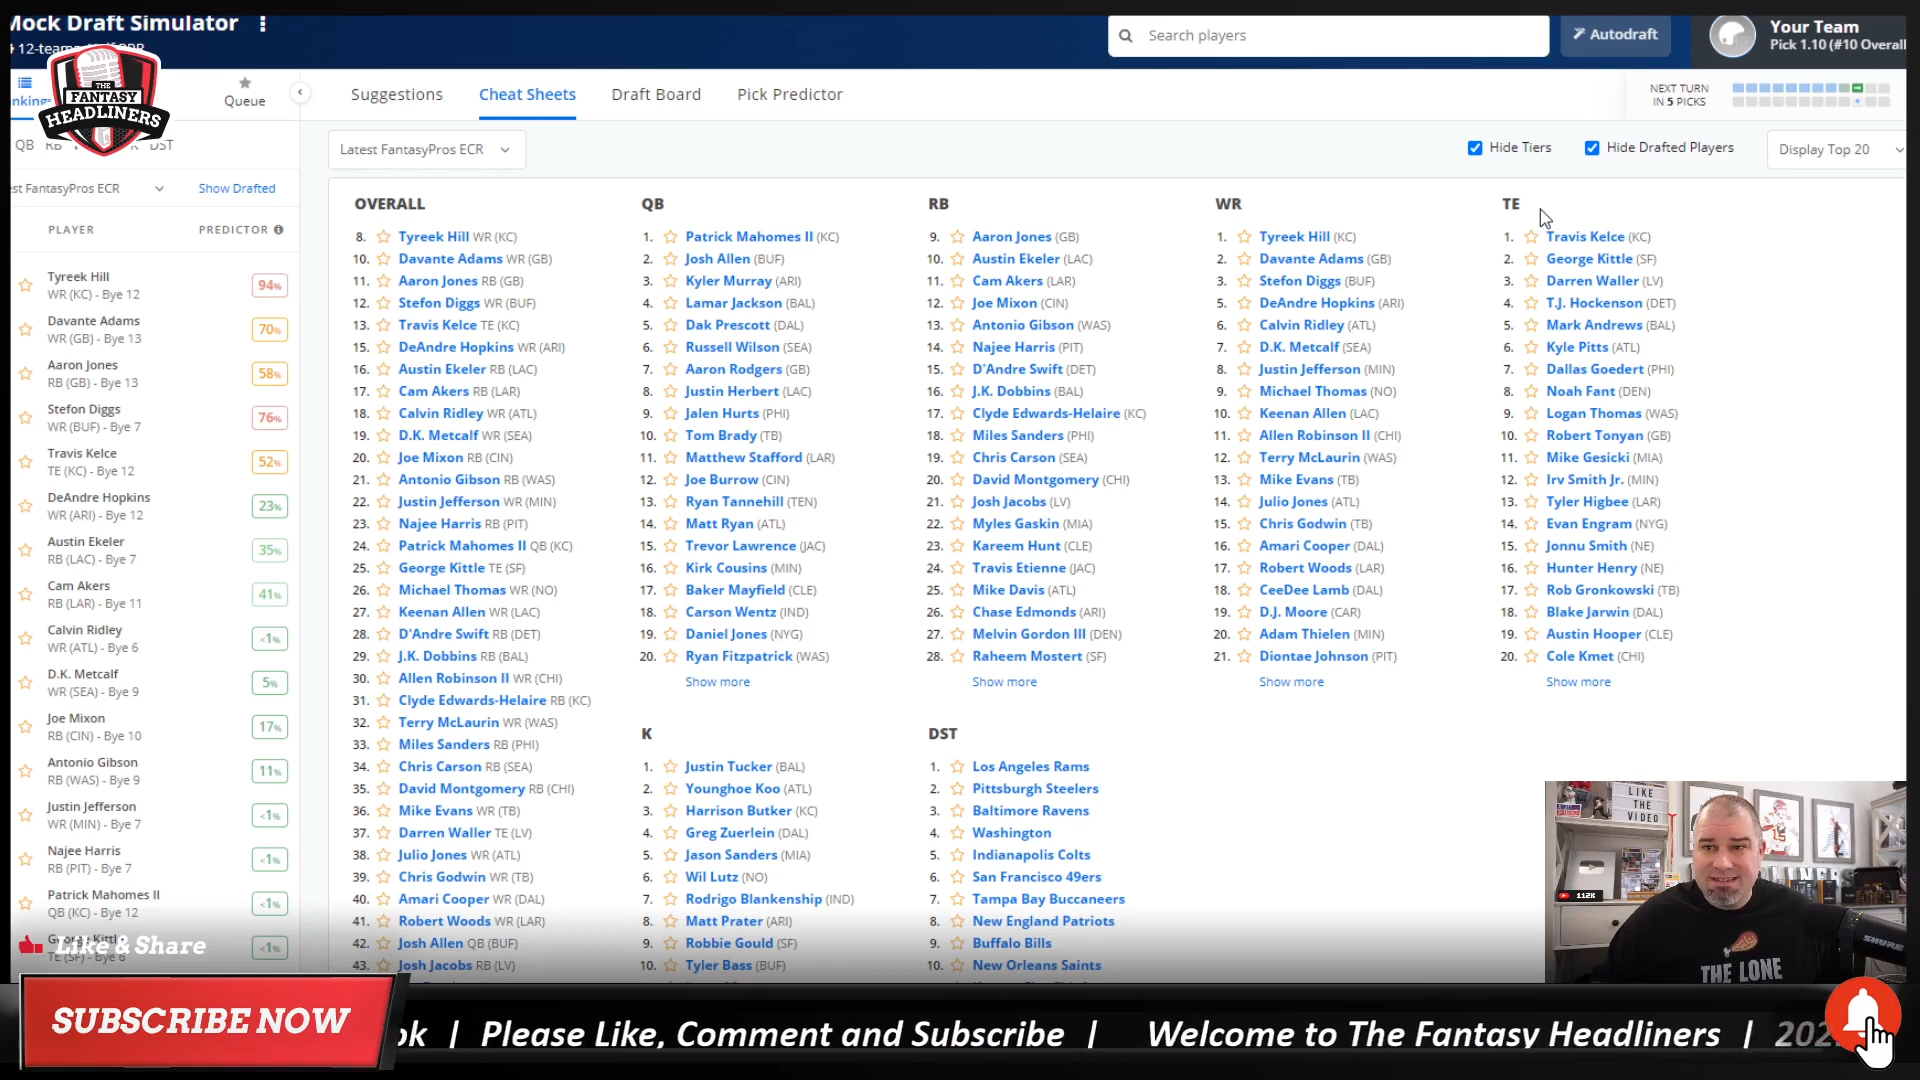 Mock Draft Simulator
12-team
Search players
Autodraft
Your Team
Pick 1.10 (#10 Overall
THE
FANTASY
HEADLINERS
Queue
Suggestions
Cheat Sheets
Draft Board
Pick Predictor
NEXT TURN
IN 5 PICKS
QB RB K DST
Latest FantasyPros ECR
Hide Tiers
Hide Drafted Players
Display Top 20
st FantasyPros ECR
Show Drafted
PLAYER PREDICTOR
Tyreek Hill
WR (KC) - Bye 12
94%
Davante Adams
WR (GB) - Bye 13
70%
Aaron Jones
RB (GB) - Bye 13
58%
Stefon Diggs
WR (BUF) - Bye 7
76%
Travis Kelce
TE (KC) - Bye 12
52%
DeAndre Hopkins
WR (ARI) - Bye 12
23%
Austin Ekeler
RB (LAC) - Bye 7
35%
Cam Akers
RB (LAR) - Bye 11
41%
Calvin Ridley
WR (ATL) - Bye 6
<1%
D.K. Metcalf
WR (SEA) - Bye 9
5%
Joe Mixon
RB (CIN) - Bye 10
17%
Antonio Gibson
RB (WAS) - Bye 9
11%
Justin Jefferson
WR (MIN) - Bye 7
<1%
Najee Harris
RB (PIT) - Bye 7
<1%
Patrick Mahomes II
QB (KC) - Bye 12
<1%
George Kittle
TE (SF) - Bye 6
<1%
OVERALL
8. Tyreek Hill WR (KC)
10. Davante Adams WR (GB)
11. Aaron Jones RB (GB)
12. Stefon Diggs WR (BUF)
13. Travis Kelce TE (KC)
15. DeAndre Hopkins WR (ARI)
16. Austin Ekeler RB (LAC)
17. Cam Akers RB (LAR)
18. Calvin Ridley WR (ATL)
19. D.K. Metcalf WR (SEA)
20. Joe Mixon RB (CIN)
21. Antonio Gibson RB (WAS)
22. Justin Jefferson WR (MIN)
23. Najee Harris RB (PIT)
24. Patrick Mahomes II QB (KC)
25. George Kittle TE (SF)
26. Michael Thomas WR (NO)
27. Keenan Allen WR (LAC)
28. D'Andre Swift RB (DET)
29. J.K. Dobbins RB (BAL)
30. Allen Robinson II WR (CHI)
31. Clyde Edwards-Helaire RB (KC)
32. Terry McLaurin WR (WAS)
33. Miles Sanders RB (PHI)
34. Chris Carson RB (SEA)
35. David Montgomery RB (CHI)
36. Mike Evans WR (TB)
37. Darren Waller TE (LV)
38. Julio Jones WR (ATL)
39. Chris Godwin WR (TB)
40. Amari Cooper WR (DAL)
41. Robert Woods WR (LAR)
42. Josh Allen QB (BUF)
43. Josh Jacobs RB (LV)
QB
1. Patrick Mahomes II (KC)
2. Josh Allen (BUF)
3. Kyler Murray (ARI)
4. Lamar Jackson (BAL)
5. Dak Prescott (DAL)
6. Russell Wilson (SEA)
7. Aaron Rodgers (GB)
8. Justin Herbert (LAC)
9. Jalen Hurts (PHI)
10. Tom Brady (TB)
11. Matthew Stafford (LAR)
12. Joe Burrow (CIN)
13. Ryan Tannehill (TEN)
14. Matt Ryan (ATL)
15. Trevor Lawrence (JAC)
16. Kirk Cousins (MIN)
17. Baker Mayfield (CLE)
18. Carson Wentz (IND)
19. Daniel Jones (NYG)
20. Ryan Fitzpatrick (WAS)
Show more
RB
9. Aaron Jones (GB)
10. Austin Ekeler (LAC)
11. Cam Akers (LAR)
12. Joe Mixon (CIN)
13. Antonio Gibson (WAS)
14. Najee Harris (PIT)
15. D'Andre Swift (DET)
16. J.K. Dobbins (BAL)
17. Clyde Edwards-Helaire (KC)
18. Miles Sanders (PHI)
19. Chris Carson (SEA)
20. David Montgomery (CHI)
21. Josh Jacobs (LV)
22. Myles Gaskin (MIA)
23. Kareem Hunt (CLE)
24. Travis Etienne (JAC)
25. Mike Davis (ATL)
26. Chase Edmonds (ARI)
27. Melvin Gordon III (DEN)
28. Raheem Mostert (SF)
Show more
WR
1. Tyreek Hill (KC)
2. Davante Adams (GB)
3. Stefon Diggs (BUF)
5. DeAndre Hopkins (ARI)
6. Calvin Ridley (ATL)
7. D.K. Metcalf (SEA)
8. Justin Jefferson (MIN)
9. Michael Thomas (NO)
10. Keenan Allen (LAC)
11. Allen Robinson II (CHI)
12. Terry McLaurin (WAS)
13. Mike Evans (TB)
14. Julio Jones (ATL)
15. Chris Godwin (TB)
16. Amari Cooper (DAL)
17. Robert Woods (LAR)
18. CeeDee Lamb (DAL)
19. D.J. Moore (CAR)
20. Adam Thielen (MIN)
21. Diontae Johnson (PIT)
Show more
TE
1. Travis Kelce (KC)
2. George Kittle (SF)
3. Darren Waller (LV)
4. T.J. Hockenson (DET)
5. Mark Andrews (BAL)
6. Kyle Pitts (ATL)
7. Dallas Goedert (PHI)
8. Noah Fant (DEN)
9. Logan Thomas (WAS)
10. Robert Tonyan (GB)
11. Mike Gesicki (MIA)
12. Irv Smith Jr. (MIN)
13. Tyler Higbee (LAR)
14. Evan Engram (NYG)
15. Jonnu Smith (NE)
16. Hunter Henry (NE)
17. Rob Gronkowski (TB)
18. Blake Jarwin (DAL)
19. Austin Hooper (CLE)
20. Cole Kmet (CHI)
Show more
K
1. Justin Tucker (BAL)
2. Younghoe Koo (ATL)
3. Harrison Butker (KC)
4. Greg Zuerlein (DAL)
5. Jason Sanders (MIA)
6. Wil Lutz (NO)
7. Rodrigo Blankenship (IND)
8. Matt Prater (ARI)
9. Robbie Gould (SF)
10. Tyler Bass (BUF)
DST
1. Los Angeles Rams
2. Pittsburgh Steelers
3. Baltimore Ravens
4. Washington
5. Indianapolis Colts
6. San Francisco 49ers
7. Tampa Bay Buccaneers
8. New England Patriots
9. Buffalo Bills
10. New Orleans Saints
LIKE
THE
VIDEO
15
112K
SHURE
THE LONE
Like & Share
SUBSCRIBE NOW
ok | Please Like, Comment and Subscribe | Welcome to The Fantasy Headliners | 202